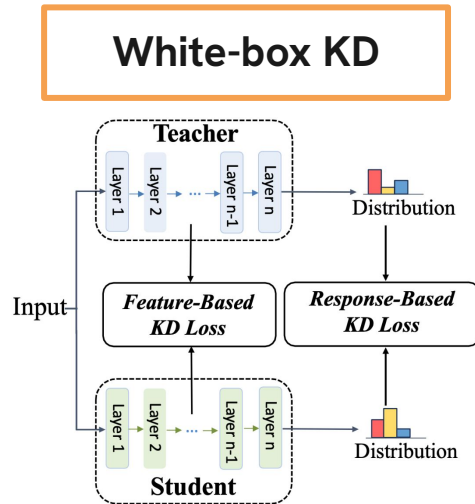 White-box KD
Teacher
Layer 1
Layer 2
...
Layer n-1
Layer n
Distribution
Input
Feature-Based
KD Loss
Response-Based
KD Loss
Layer 1
Layer 2
...
Layer n-1
Layer n
Student
Distribution